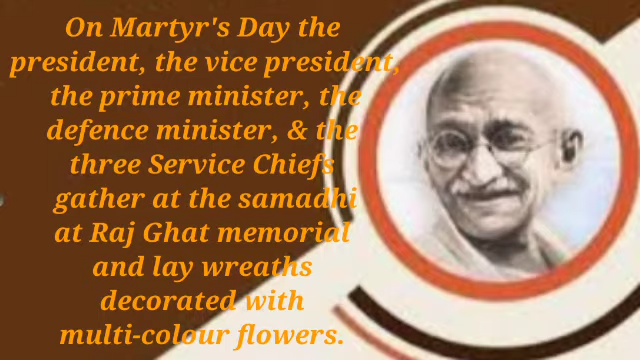 On Martyr's Day the
president, the vice president,
the prime minister, the
defence minister, & the
three Service Chiefs
gather at the samadhi
at Raj Ghat memorial
and lay wreaths
decorated with
multi-colour flowers.